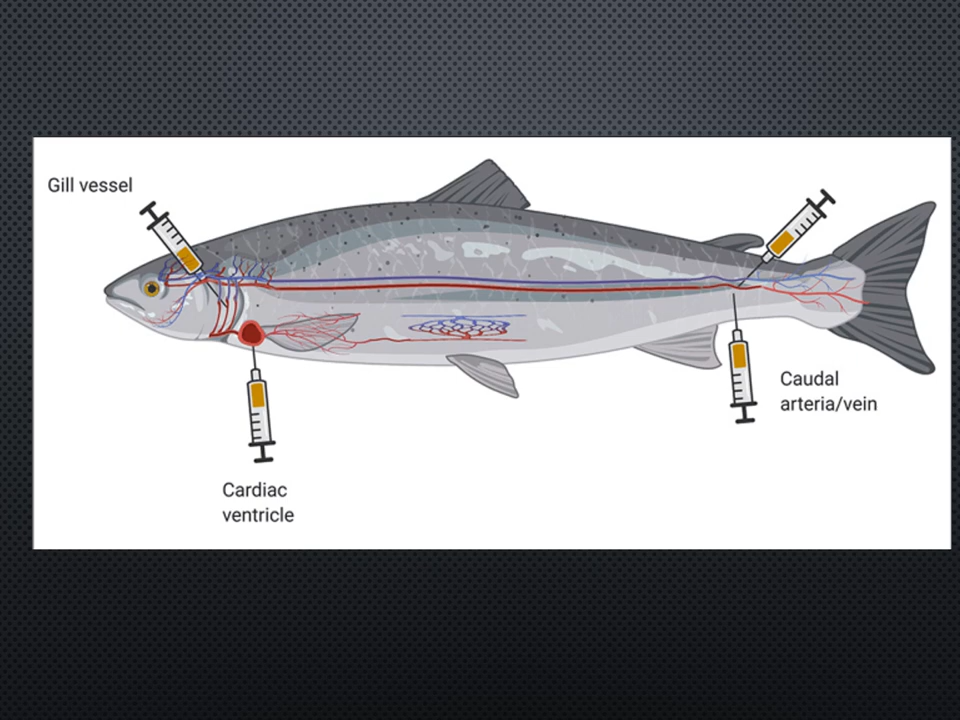 Gill vessel
Cardiac
ventricle
Caudal
arteria/vein